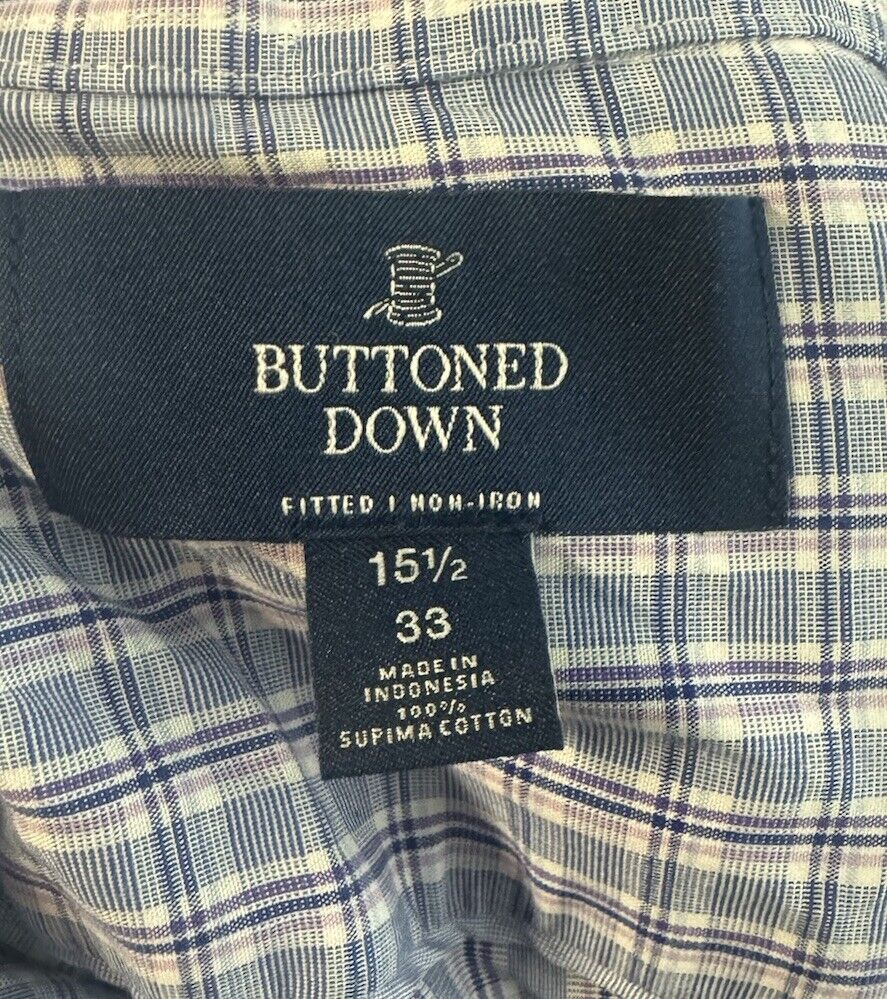 BUTTONED
DOWN
FITTED | NON-IRON
15½
33
MADE IN
INDONESIA
100%
SUPIMA COTTON